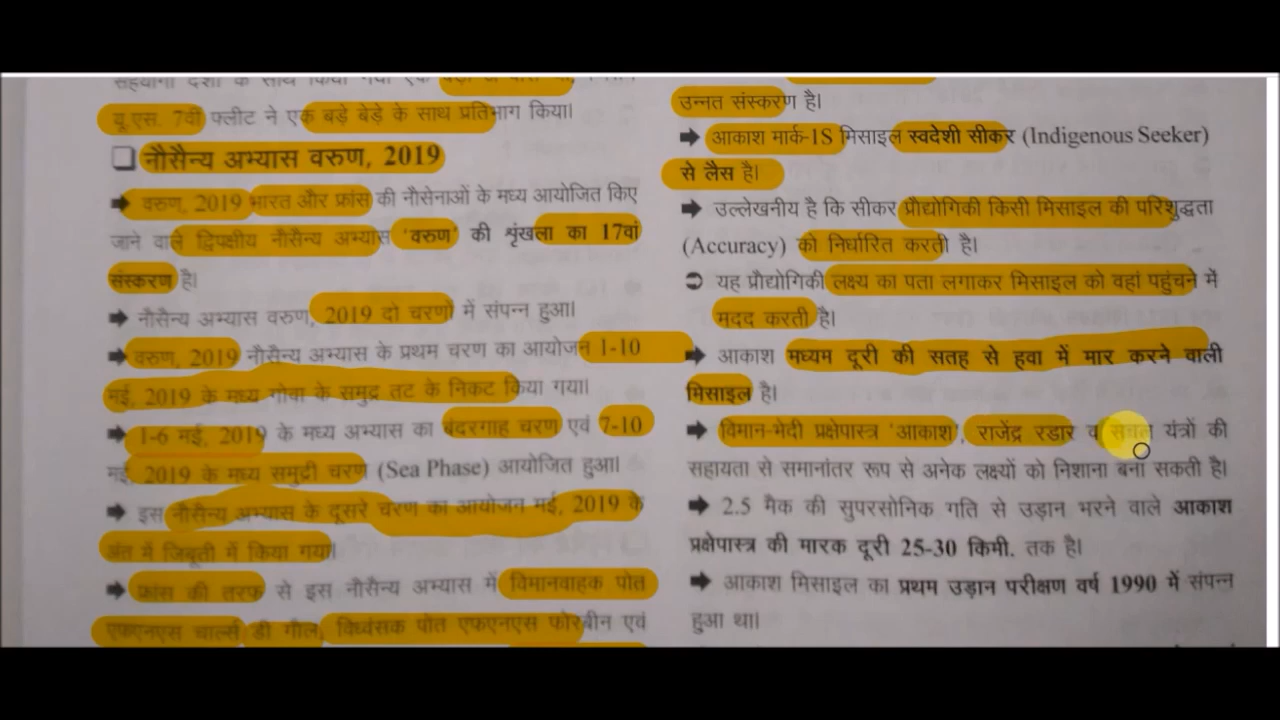 यू.एस. 7वीं फ्लीट ने एक बड़े बेड़े के साथ प्रतिभाग किया।
❑ नौसैन्य अभ्यास वरुण, 2019
➡ वरुण, 2019 भारत और फ्रांस की नौसेनाओं के मध्य आयोजित किए
जाने वाले द्विपक्षीय नौसैन्य अभ्यास 'वरुण' की शृंखला का 17वां
संस्करण है।
➡ नौसैन्य अभ्यास वरुण, 2019 दो चरणों में संपन्न हुआ।
➡ वरुण, 2019 नौसैन्य अभ्यास के प्रथम चरण का आयोजन 1-10
मई, 2019 के मध्य गोवा के समुद्र तट के निकट किया गया।
➡ 1-6 मई, 2019 के मध्य अभ्यास का बंदरगाह चरण एवं 7-10
मई, 2019 के मध्य समुद्री चरण (Sea Phase) आयोजित हुआ।
➡ इस नौसैन्य अभ्यास के दूसरे चरण का आयोजन मई, 2019 के
अंत में जिबूती में किया गया।
➡ फ्रांस की तरफ से इस नौसैन्य अभ्यास में विमानवाहक पोत
एफएनएस चार्ल्स डी गौल, विध्वंसक पोत एफएनएस फोरबीन एवं
उन्नत संस्करण है।
➡ आकाश मार्क-1S मिसाइल स्वदेशी सीकर (Indigenous Seeker)
से लैस है।
➡ उल्लेखनीय है कि सीकर प्रौद्योगिकी किसी मिसाइल की परिशुद्धता
(Accuracy) को निर्धारित करती है।
➲ यह प्रौद्योगिकी लक्ष्य का पता लगाकर मिसाइल को वहां पहुंचने में
मदद करती है।
➡ आकाश मध्यम दूरी की सतह से हवा में मार करने वाली
मिसाइल है।
➡ विमान-भेदी प्रक्षेपास्त्र 'आकाश', राजेंद्र रडार व सचल यंत्रों की
सहायता से समानांतर रूप से अनेक लक्ष्यों को निशाना बना सकती है।
➡ 2.5 मैक की सुपरसोनिक गति से उड़ान भरने वाले आकाश
प्रक्षेपास्त्र की मारक दूरी 25-30 किमी. तक है।
➡ आकाश मिसाइल का प्रथम उड़ान परीक्षण वर्ष 1990 में संपन्न
हुआ था।